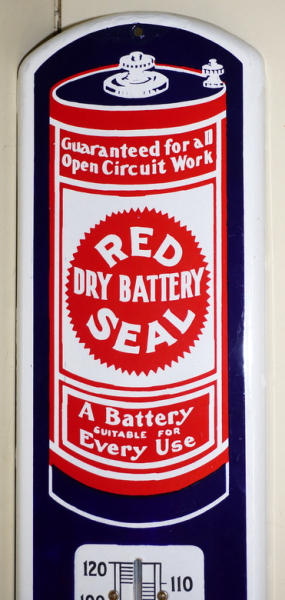 Guaranteed for all
Open Circuit Work
RED
DRY BATTERY
SEAL
A Battery
SUITABLE FOR
Every Use
120
110